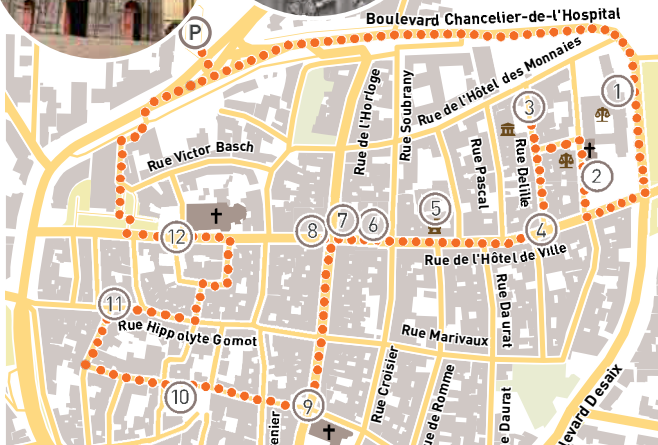 Boulevard Chancelier-de-l'Hospital
P
Rue de l'Hôtel des Monnaies
1
3
Rue de l'Horloge
Rue Soubrany
Rue Victor Basch
Rue Pascal
Rue Delille
2
5
12
8
7
6
4
Rue de l'Hôtel de Ville
11
Rue Hippolyte Gomot
Rue Marivaux
Rue Daurat
Rue Croisier
10
9
enier
ue de Romme
e Daurat
levard Desaix